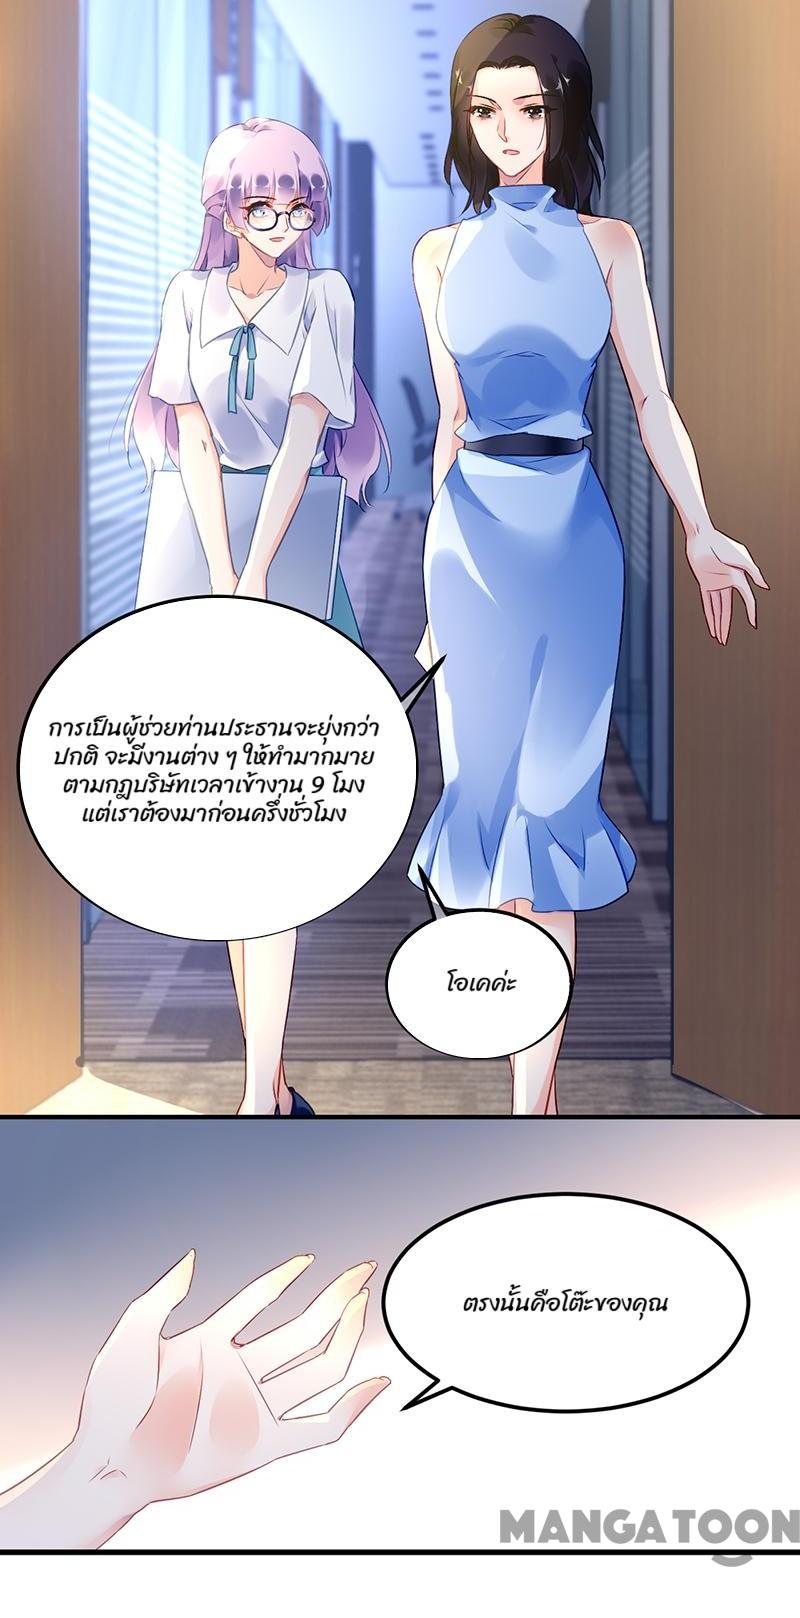 การเป็นผู้ช่วยท่านประธานจะยุ่งกว่า
ปกติ จะมีงานต่าง ๆ ให้ทำมากมาย
ตามกฎบริษัทเวลาเข้างาน 9 โมง
แต่เราต้องมาก่อนครึ่งชั่วโมง
โอเคค่ะ
ตรงนั้นคือโต๊ะของคุณ
MANGATOON